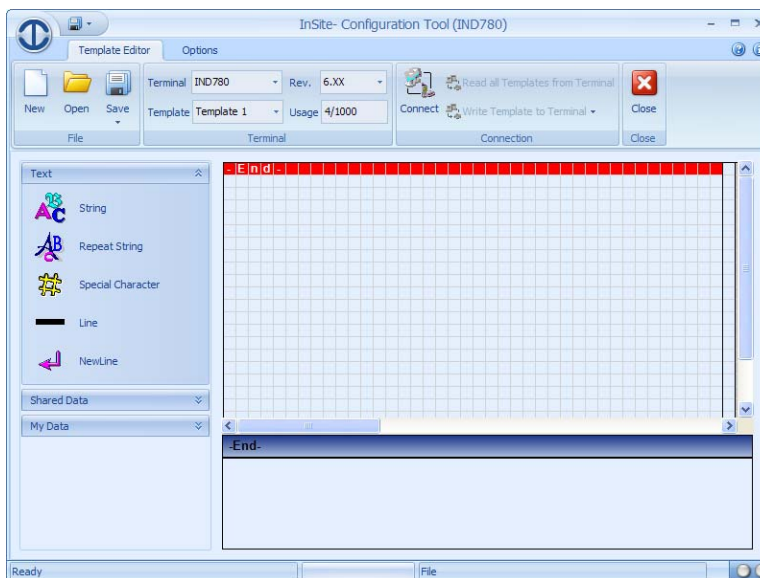 InSite- Configuration Tool (IND780)
Template Editor Options
New Open Save
File
Terminal IND780 Rev. 6.XX
Template Template 1 Usage 4/1000
Terminal
Connect Read all Templates from Terminal
Write Template to Terminal
Connection
Close
Close
Text
String
Repeat String
Special Character
Line
NewLine
Shared Data
My Data
-End-
-End-
Ready File